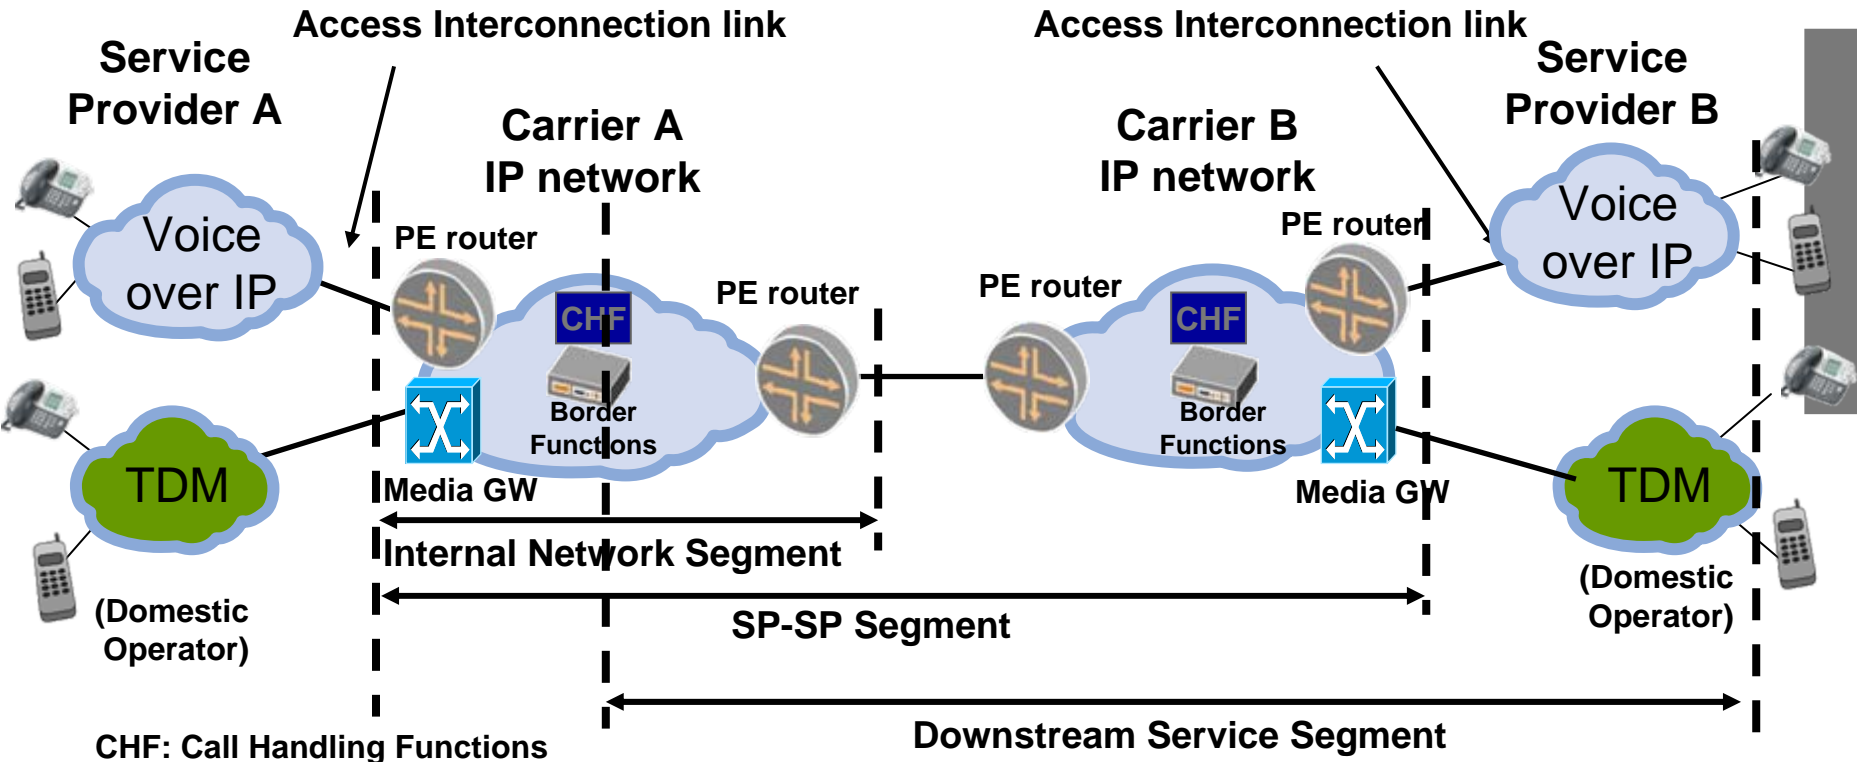 Access Interconnection link
Access Interconnection link
Service
Provider A
Carrier A
IP network
Carrier B
IP network
Service
Provider B
Voice
over IP
PE router
PE router
PE router
PE router
Voice
over IP
CHF
CHF
Border
Functions
Border
Functions
TDM
Media GW
Media GW
TDM
Internal Network Segment
(Domestic
Operator)
(Domestic
Operator)
SP-SP Segment
Downstream Service Segment
CHF: Call Handling Functions